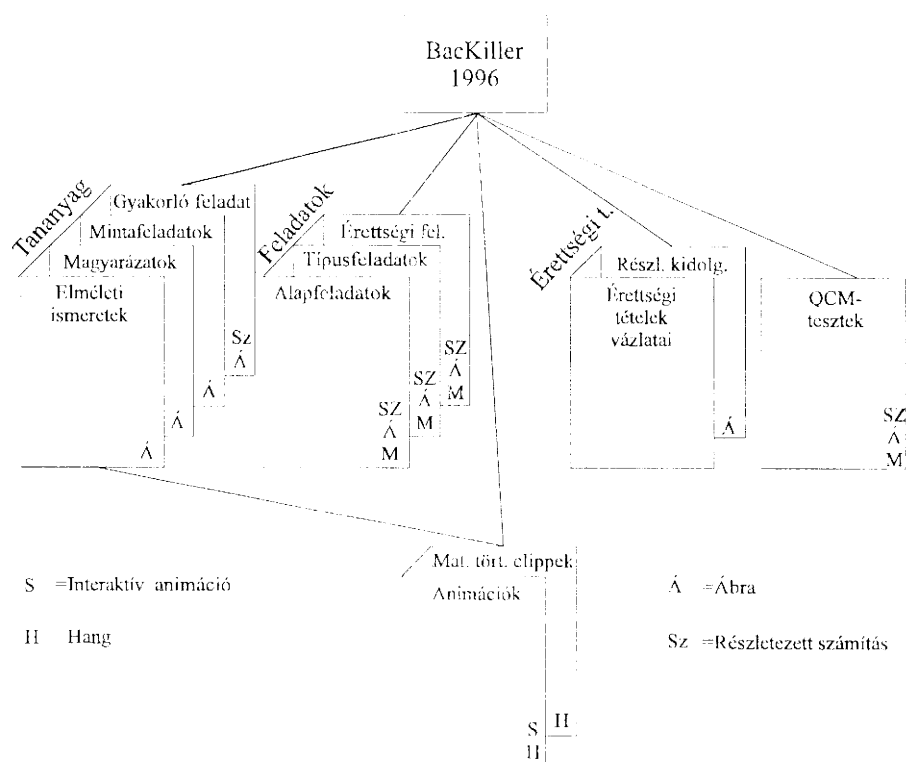 BacKiller
1996
Tananyag
Gyakorló feladat
Mintafeladatok
Magyarázatok
Elméleti
ismeretek
Sz
Á
Á
Á
Á
Feladatok
Érettségi fel.
Típusfeladatok
Alapfeladatok
SZ
Á
M
SZ
Á
M
SZ
Á
M
Érettségi t.
Részl. kidolg.
Érettségi
tételek
vázlatai
Á
QCM-
tesztek
SZ
Á
M
Mat. tört. clippek
Animációk
H
S
H
S =Interaktív animáció
H Hang
Á =Ábra
Sz =Részletezett számítás